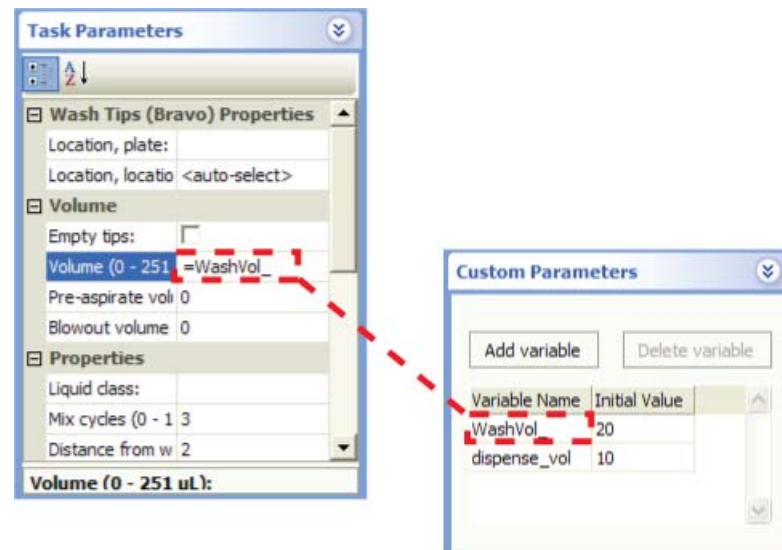 Task Parameters
Wash Tips (Bravo) Properties
Location, plate:
Location, locatio <auto-select>
Volume
Empty tips:
Volume (0 - 251 =WashVol_
Pre-aspirate volu 0
Blowout volume 0
Properties
Liquid class:
Mix cycles (0 - 1 3
Distance from w 2
Volume (0 - 251 uL):
Custom Parameters
Add variable Delete variable
Variable Name Initial Value
WashVol_ 20
dispense_vol 10